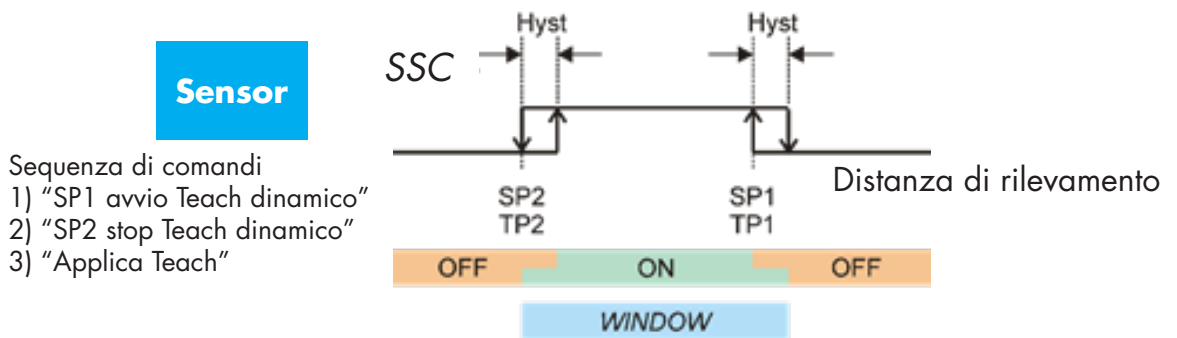 Hyst Hyst
SSC
Sensor
Sequenza di comandi
1) “SP1 avvio Teach dinamico”
2) “SP2 stop Teach dinamico”
3) “Applica Teach”
SP2 SP1
TP2 TP1
Distanza di rilevamento
OFF ON OFF
WINDOW